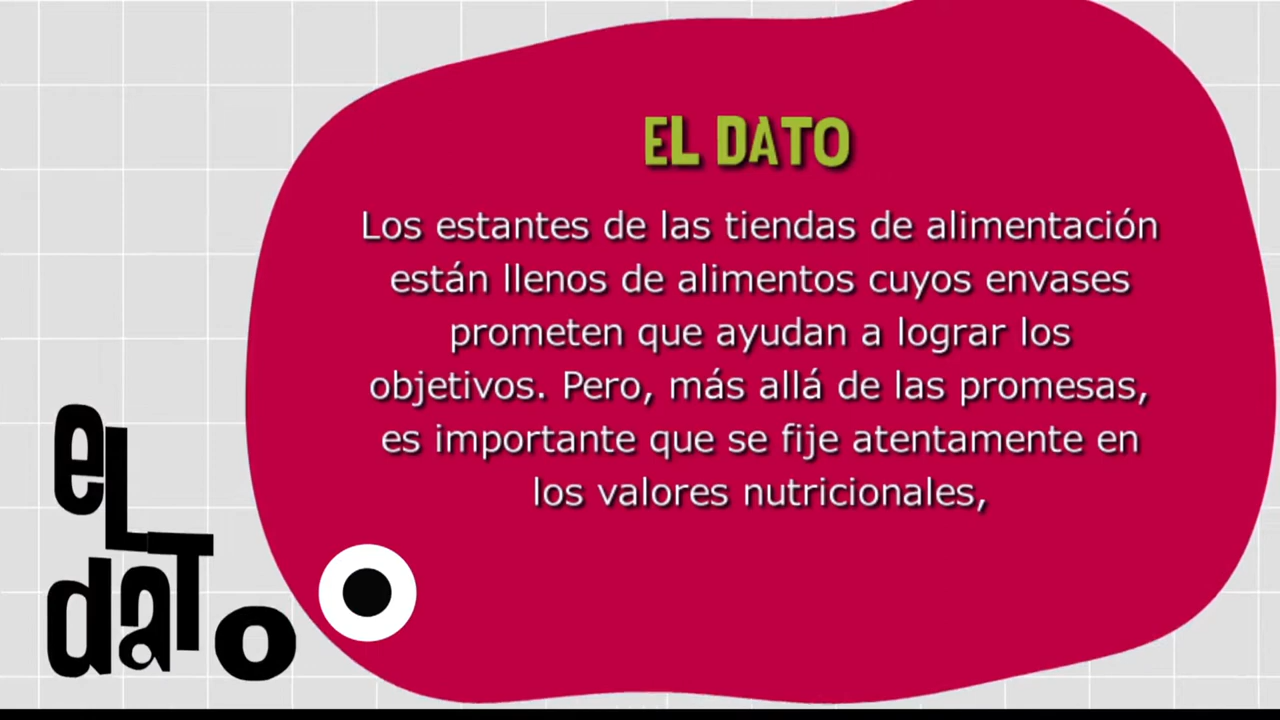 EL DATO
Los estantes de las tiendas de alimentación
están llenos de alimentos cuyos envases
prometen que ayudan a lograr los
objetivos. Pero, más allá de las promesas,
es importante que se fije atentamente en
los valores nutricionales,
eL
daTo